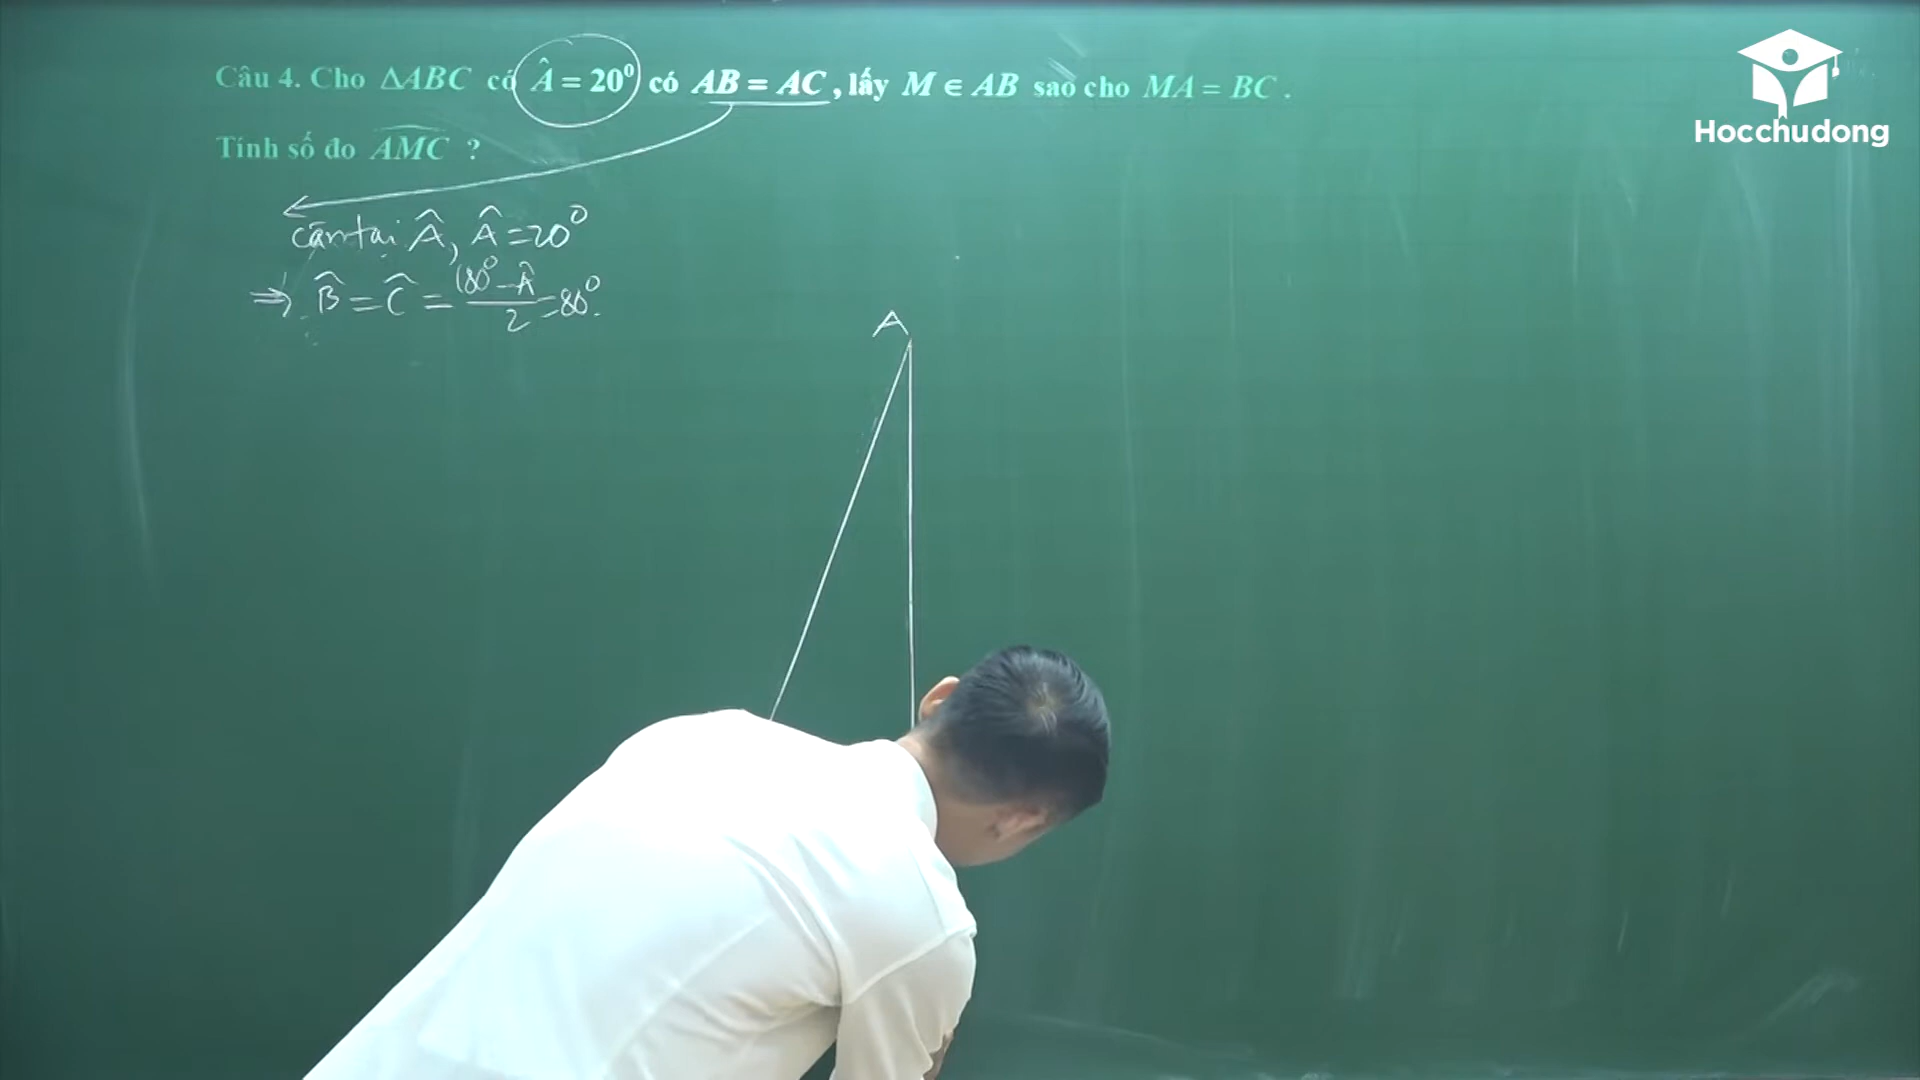 Câu 4. Cho ΔABC có Â = 20⁰ có AB = AC, lấy M ∈ AB sao cho MA = BC.
Hocchudong
Tính số đo \widehat{AMC} ?
cân tại Â, Â = 20⁰
⇒ B̂ = Ĉ = (180⁰ − Â)/2 = 80⁰.
A